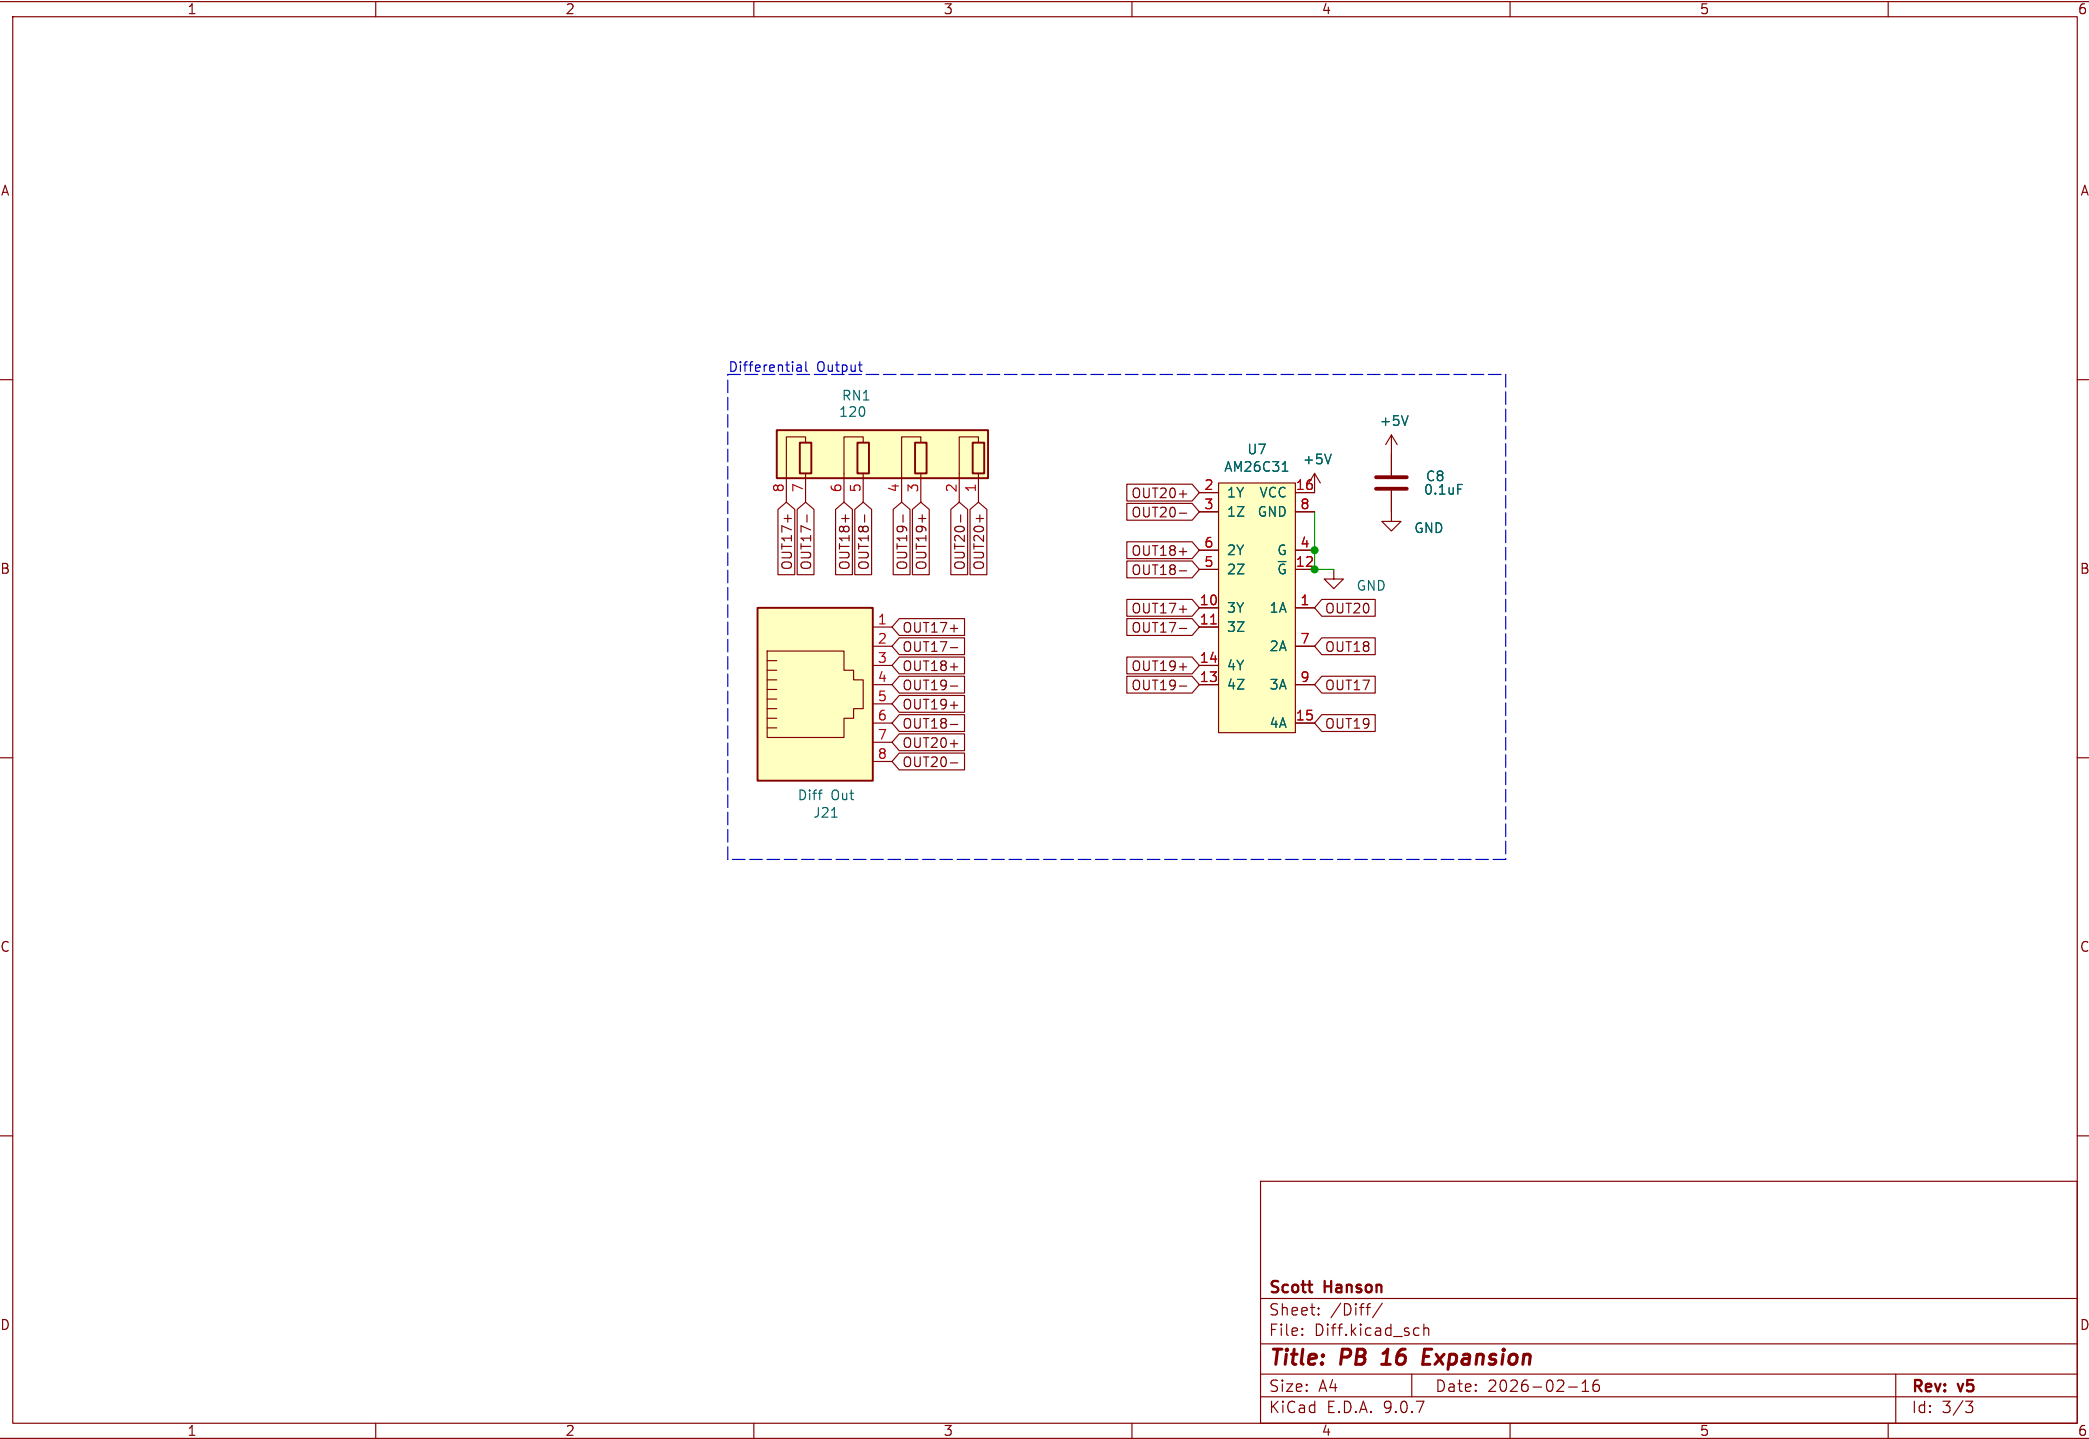 1 2 3 4 5 6
A A
B B
C C
D D
Differential Output
RN1
120
8 7 6 5 4 3 2 1
OUT17+ OUT17- OUT18+ OUT18- OUT19- OUT19+ OUT20- OUT20+
1 OUT17+
2 OUT17-
3 OUT18+
4 OUT19-
5 OUT19+
6 OUT18-
7 OUT20+
8 OUT20-
Diff Out
J21
U7
AM26C31
+5V
OUT20+ 2 1Y VCC 16
OUT20- 3 1Z GND 8
OUT18+ 6 2Y G 4
OUT18- 5 2Z G̅ 12
GND
OUT17+ 10 3Y 1A 1 OUT20
OUT17- 11 3Z
2A 7 OUT18
OUT19+ 14 4Y
OUT19- 13 4Z 3A 9 OUT17
4A 15 OUT19
+5V
C8
0.1uF
GND
Scott Hanson
Sheet: /Diff/
File: Diff.kicad_sch
Title: PB 16 Expansion
Size: A4 Date: 2026-02-16 Rev: v5
KiCad E.D.A. 9.0.7 Id: 3/3
1 2 3 4 5 6